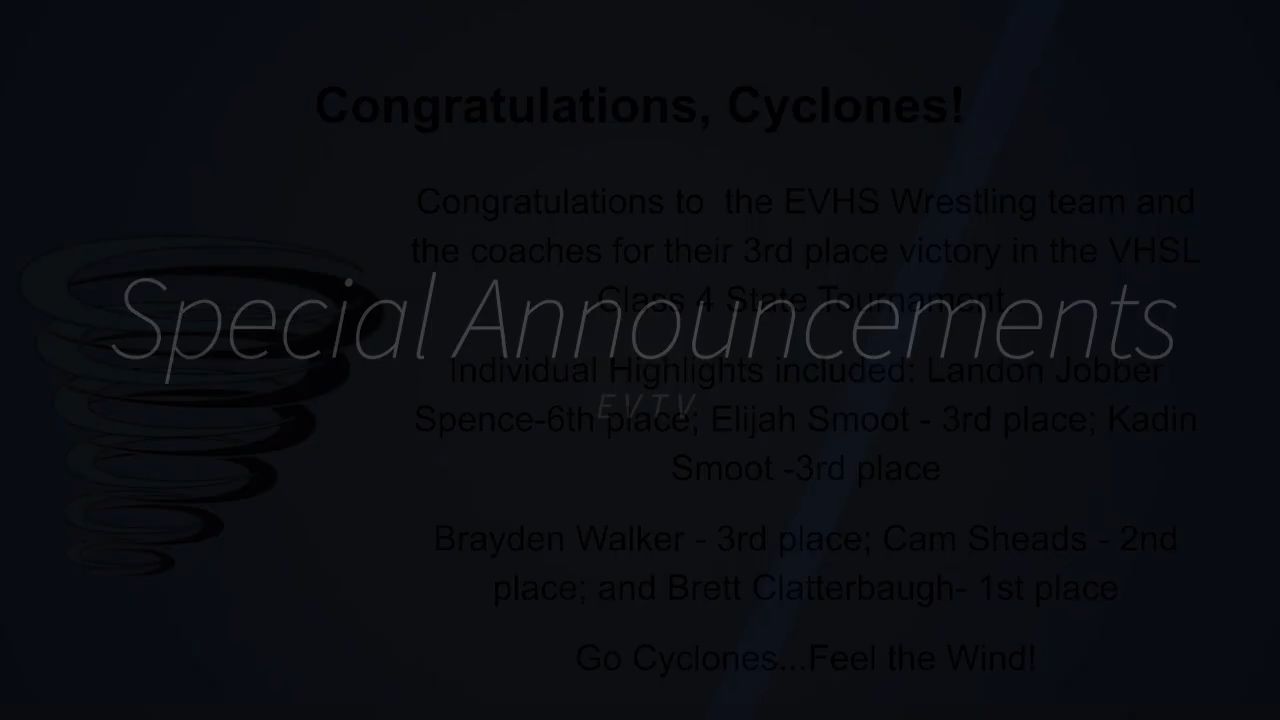 Congratulations, Cyclones!
Congratulations to  the EVHS Wrestling team and
the coaches for their 3rd place victory in the VHSL
Class 4 State Tournament
Special Announcements
Individual Highlights included: Landon Jobber
EVTV
Spence-6th place; Elijah Smoot - 3rd place; Kadin
Smoot -3rd place
Brayden Walker - 3rd place; Cam Sheads - 2nd
place; and Brett Clatterbaugh- 1st place
Go Cyclones...Feel the Wind!